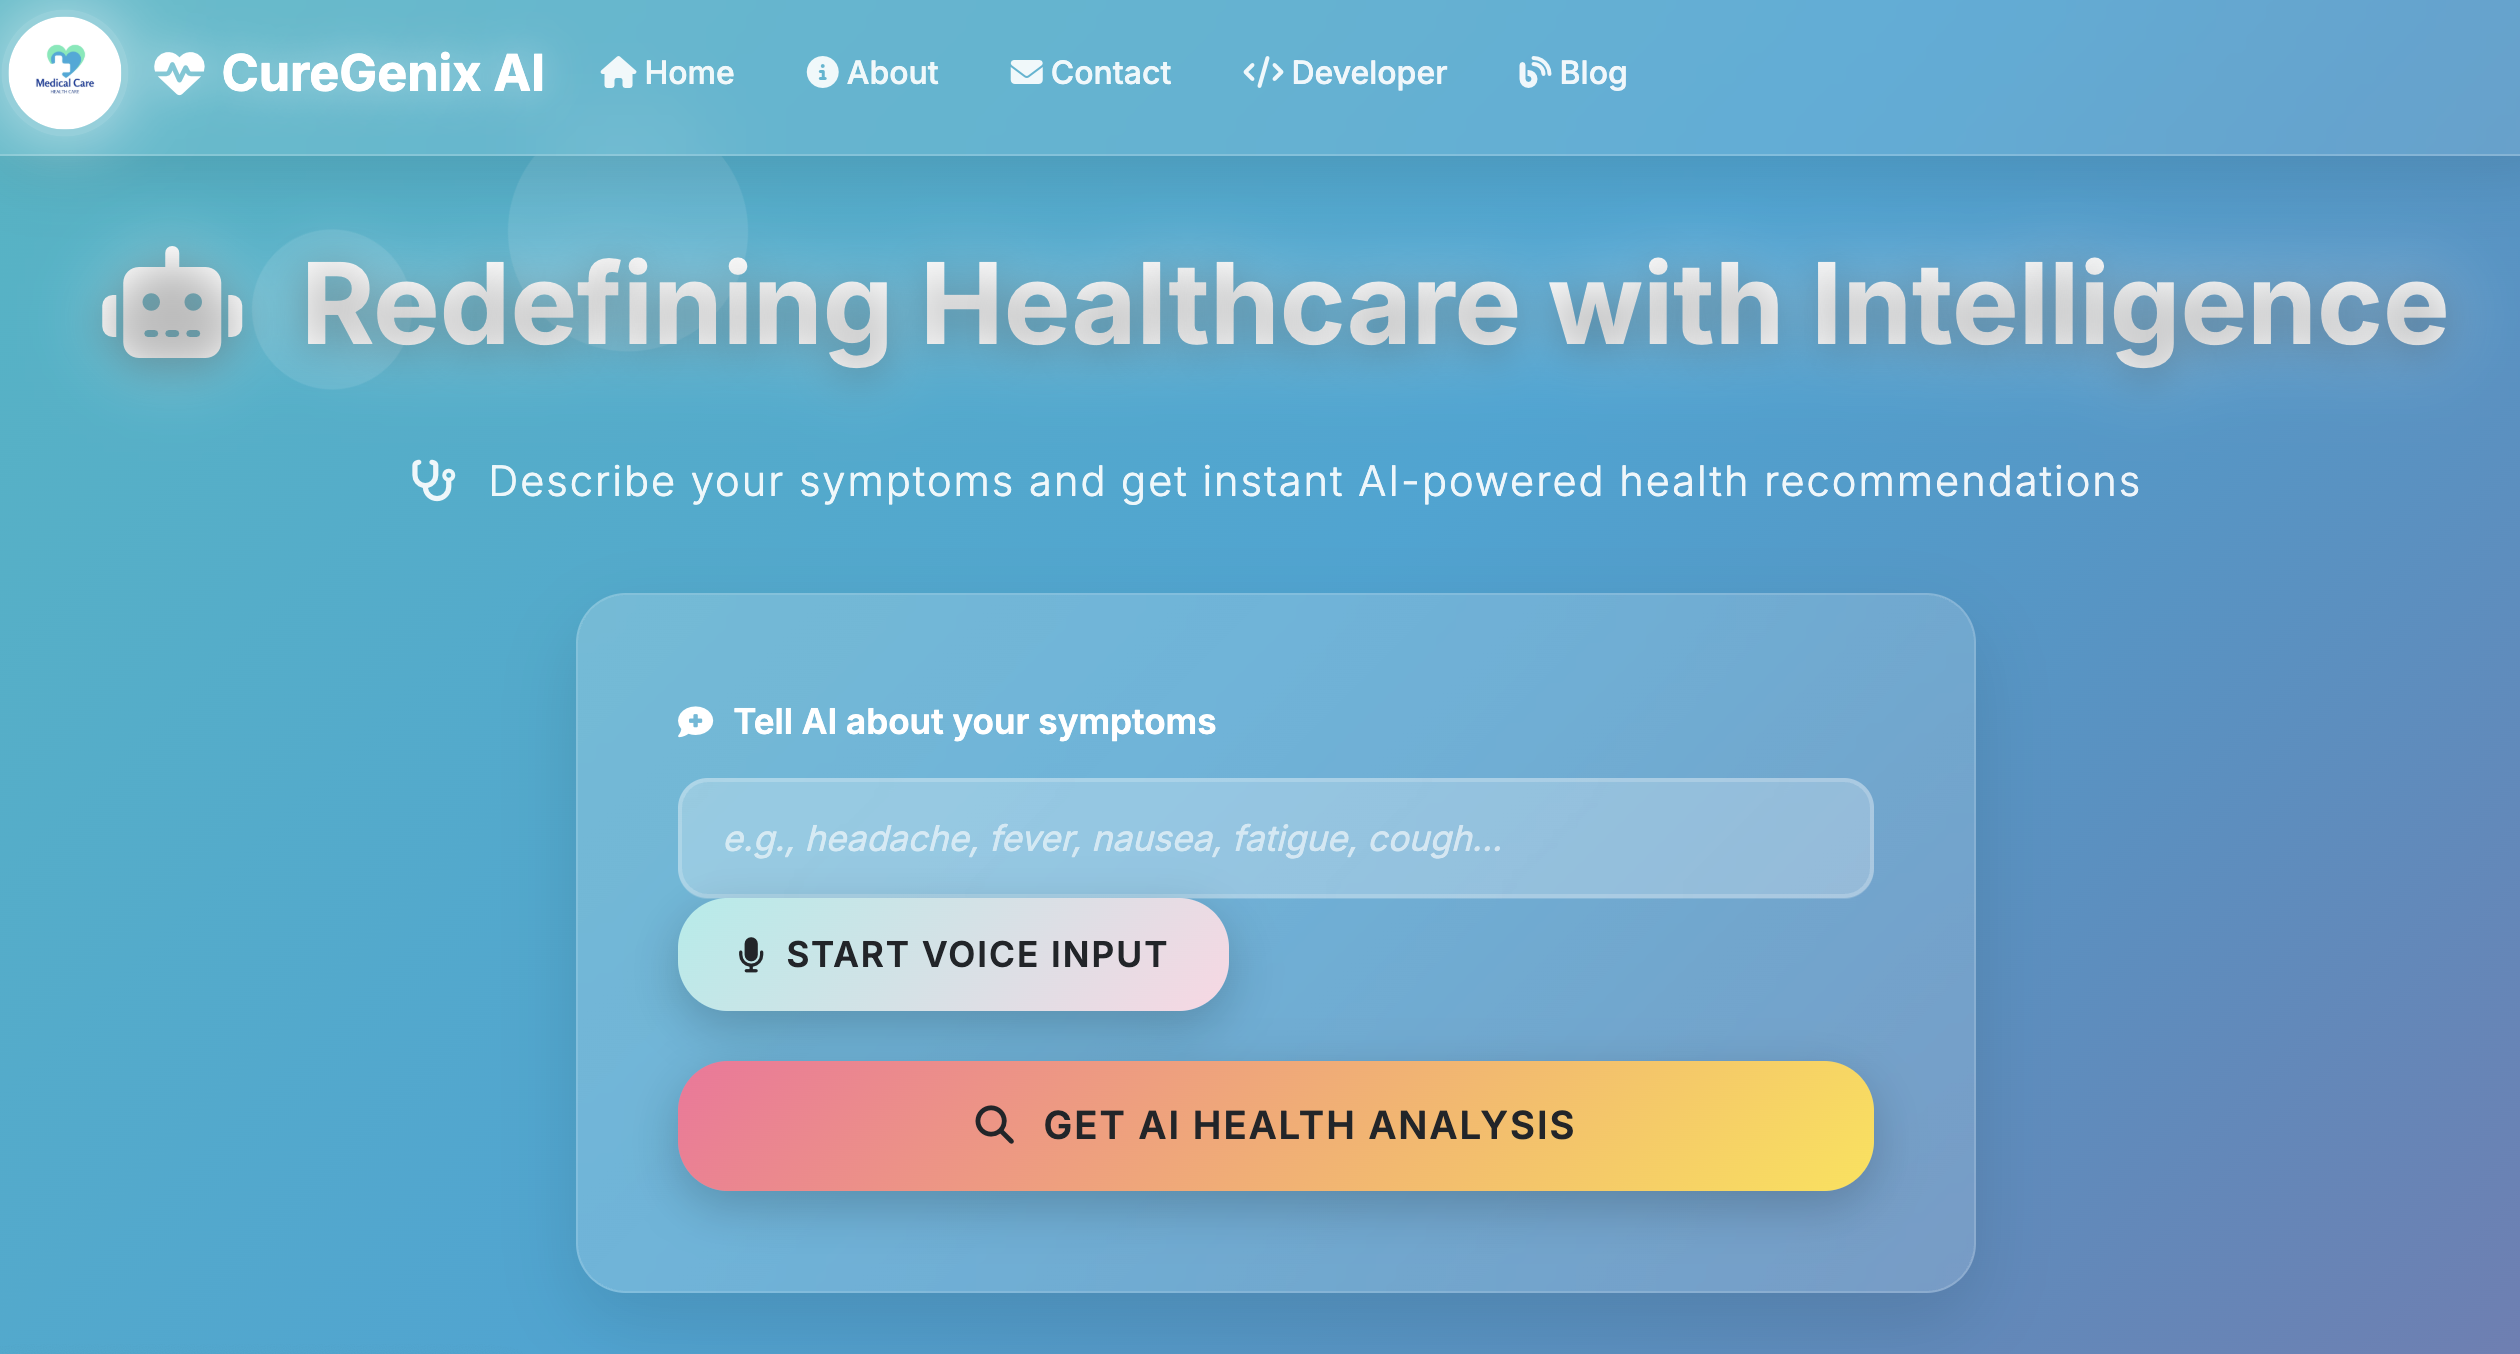 Medical Care
HEALTH CARE
CureGenix AI
Home
About
Contact
Developer
Blog
Redefining Healthcare with Intelligence
Describe your symptoms and get instant AI-powered health recommendations
Tell AI about your symptoms
e.g., headache, fever, nausea, fatigue, cough...
START VOICE INPUT
GET AI HEALTH ANALYSIS